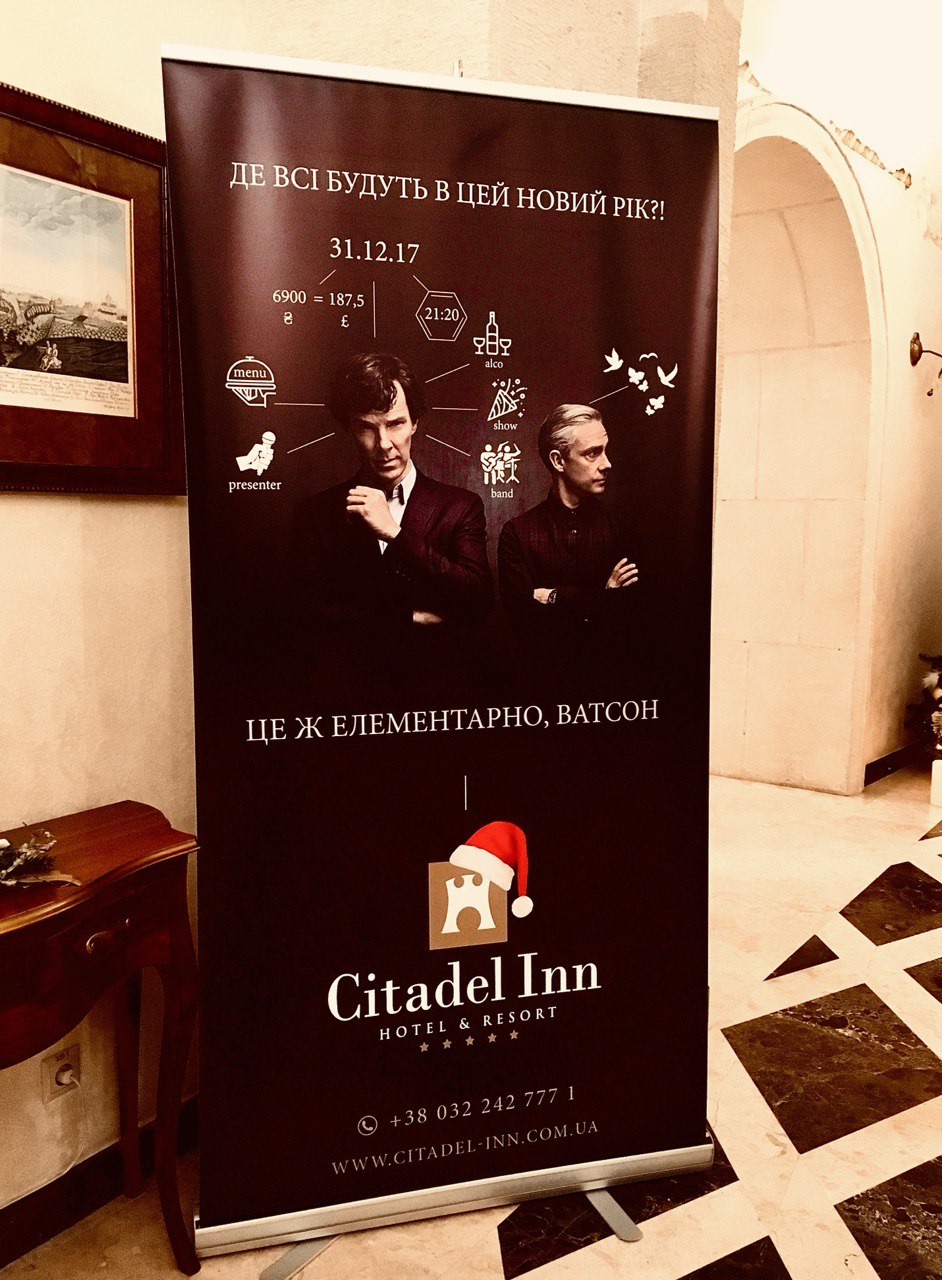 ДЕ ВСІ БУДУТЬ В ЦЕЙ НОВИЙ РІК?!
31.12.17
6900 = 187,5
₴ £
21:20
alco
menu
show
presenter
band
ЦЕ Ж ЕЛЕМЕНТАРНО, ВАТСОН
Citadel Inn
HOTEL & RESORT
+38 032 242 777 1
WWW.CITADEL-INN.COM.UA